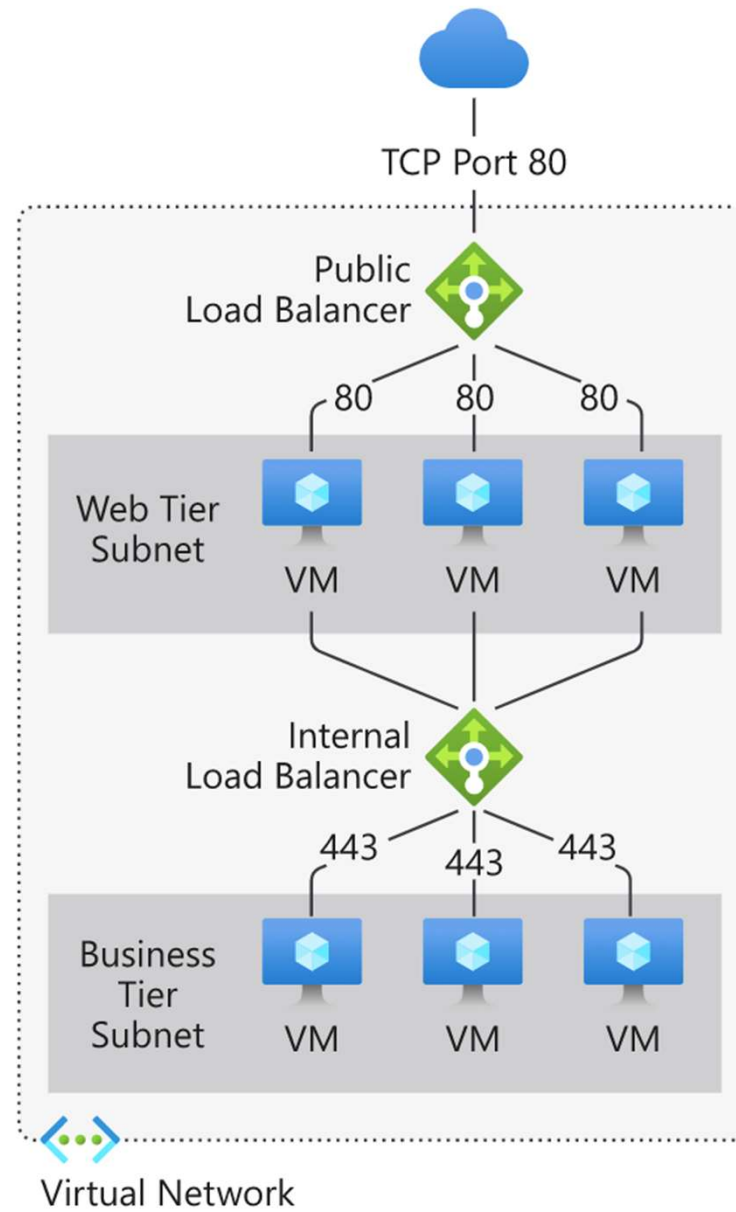 TCP Port 80
Public
Load Balancer
80
80
80
Web Tier
Subnet
VM
VM
VM
Internal
Load Balancer
443
443
443
Business
Tier
Subnet
VM
VM
VM
Virtual Network